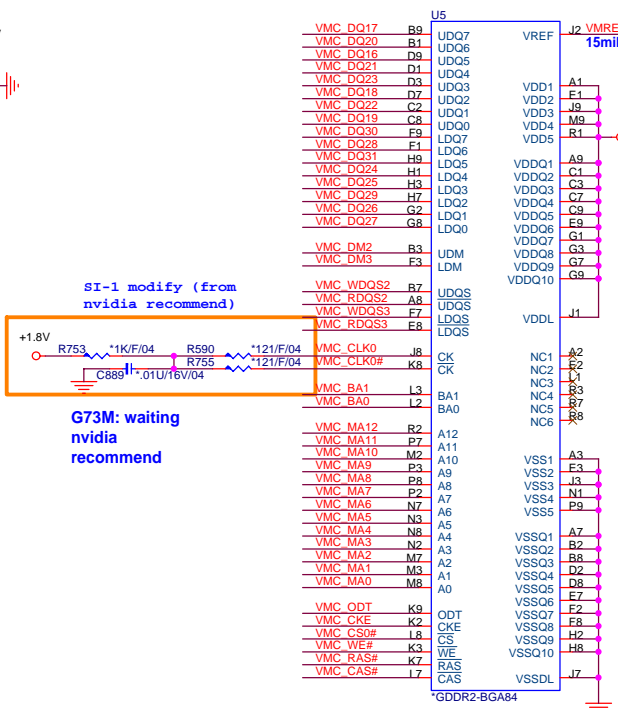 U5
VMC_DQ17 B9 UDQ7 VREF J2 VMRE
VMC_DQ20 B1 UDQ6 15mil
VMC_DQ16 D9 UDQ5
VMC_DQ21 D1 UDQ4
VMC_DQ23 D3 UDQ3 VDD1 A1
VMC_DQ18 D7 UDQ2 VDD2 E1
VMC_DQ22 C2 UDQ1 VDD3 J9
VMC_DQ19 C8 UDQ0 VDD4 M9
VMC_DQ30 F9 LDQ7 VDD5 R1
VMC_DQ28 F1 LDQ6
VMC_DQ31 H9 LDQ5 VDDQ1 A9
VMC_DQ24 H1 LDQ4 VDDQ2 C1
VMC_DQ25 H3 LDQ3 VDDQ3 C3
VMC_DQ29 H7 LDQ2 VDDQ4 C7
VMC_DQ26 G2 LDQ1 VDDQ5 C9
VMC_DQ27 G8 LDQ0 VDDQ6 E9
VDDQ7 G1
VMC_DM2 B3 UDM VDDQ8 G3
VMC_DM3 F3 LDM VDDQ9 G7
VDDQ10 G9
SI-1 modify (from
nvidia recommend)
VMC_WDQS2 B7 UDQS
VMC_RDQS2 A8 UDQS
VMC_WDQS3 F7 LDQS VDDL J1
VMC_RDQS3 E8 LDQS
+1.8V
R753 *1K/F/04 R590 *121/F/04 VMC_CLK0 J8 CK NC1 A2
C889 *.01U/16V/04 R755 *121/F/04 VMC_CLK0# K8 CK NC2 E2
NC3 L1
VMC_BA1 L3 BA1 NC4 R3
VMC_BA0 L2 BA0 NC5 R7
NC6 R8
G73M: waiting
nvidia
recommend
VMC_MA12 R2 A12
VMC_MA11 P7 A11
VMC_MA10 M2 A10 VSS1 A3
VMC_MA9 P3 A9 VSS2 E3
VMC_MA8 P8 A8 VSS3 J3
VMC_MA7 P2 A7 VSS4 N1
VMC_MA6 N7 A6 VSS5 P9
VMC_MA5 N3 A5
VMC_MA4 N8 A4 VSSQ1 A7
VMC_MA3 N2 A3 VSSQ2 B2
VMC_MA2 M7 A2 VSSQ3 B8
VMC_MA1 M3 A1 VSSQ4 D2
VMC_MA0 M8 A0 VSSQ5 D8
VSSQ6 E7
VMC_ODT K9 ODT VSSQ7 F2
VMC_CKE K2 CKE VSSQ8 F8
VMC_CS0# L8 CS VSSQ9 H2
VMC_WE# K3 WE VSSQ10 H8
VMC_RAS# K7 RAS
VMC_CAS# L7 CAS VSSDL J7
*GDDR2-BGA84